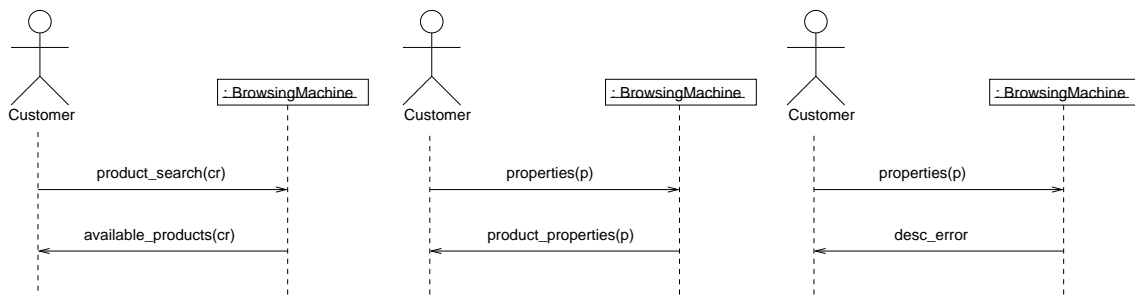 : BrowsingMachine
Customer
product_search(cr)
available_products(cr)
: BrowsingMachine
Customer
properties(p)
product_properties(p)
: BrowsingMachine
Customer
properties(p)
desc_error